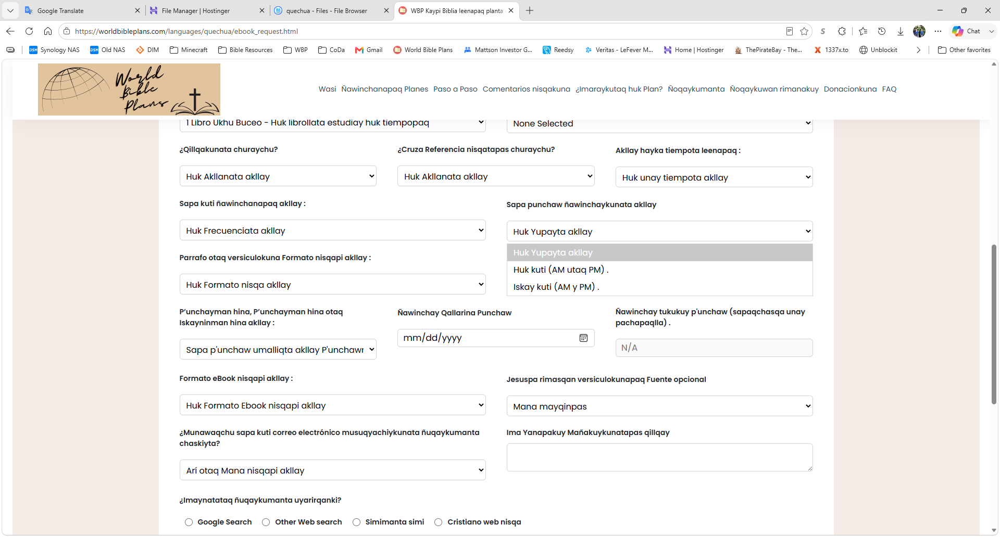 Google Translate
File Manager | Hostinger
quechua - Files - File Browser
WBP Kaypi Biblia leenapaq planta
https://worldbibleplans.com/languages/quechua/ebook_request.html
Chat
Synology NAS
Old NAS
DIM
Minecraft
Bible Resources
WBP
CoDa
Gmail
World Bible Plans
Mattson Investor G...
Reedsy
Veritas - LeFever M...
Home | Hostinger
ThePirateBay - The...
1337x.to
Unblockit
Other favorites
World
Bible
Plans
Wasi Ñawinchanapaq Planes Paso a Paso Comentarios nisqakuna ¿Imaraykutaq huk Plan? Ñoqaykumanta Ñoqaykuwan rimanakuy Donacionkuna FAQ
1 Libro Ukhu Buceo - Huk librollata estudiay huk tiempopaq
None Selected
¿Qillqakunata churaychu?
¿Cruza Referencia nisqatapas churaychu?
Akllay hayka tiempota leenapaq :
Huk Akllanata akllay
Huk Akllanata akllay
Huk unay tiempota akllay
Sapa kuti ñawinchanapaq akllay :
Sapa punchaw ñawinchaykunata akllay
Huk Frecuenciata akllay
Huk Yupayta akllay
Huk Yupayta akllay
Huk kuti (AM utaq PM) .
Iskay kuti (AM y PM) .
Parrafo otaq versiculokuna Formato nisqapi akllay :
Huk Formato nisqa akllay
P’unchayman hina, P’unchayman hina otaq
Iskayninman hina akllay :
Ñawinchay Qallarina Punchaw
Ñawinchay tukukuy p'unchaw (sapaqchasqa unay
pachapaqlla) .
Sapa p'unchaw umalliqta akllay P'unchawn
mm/dd/yyyy
N/A
Formato eBook nisqapi akllay :
Jesuspa rimasqan versiculokunapaq Fuente opcional
Huk Formato Ebook nisqapi akllay
Mana mayqinpas
¿Munawaqchu sapa kuti correo electrónico musuqyachiykunata ñuqaykumanta
chaskiyta?
Ima Yanapakuy Mañakuykunatapas qillqay
Arí otaq Mana nisqapi akllay
¿Imaynatataq ñuqaykumanta uyarirqanki?
Google Search
Other Web search
Simimanta simi
Cristiano web nisqa